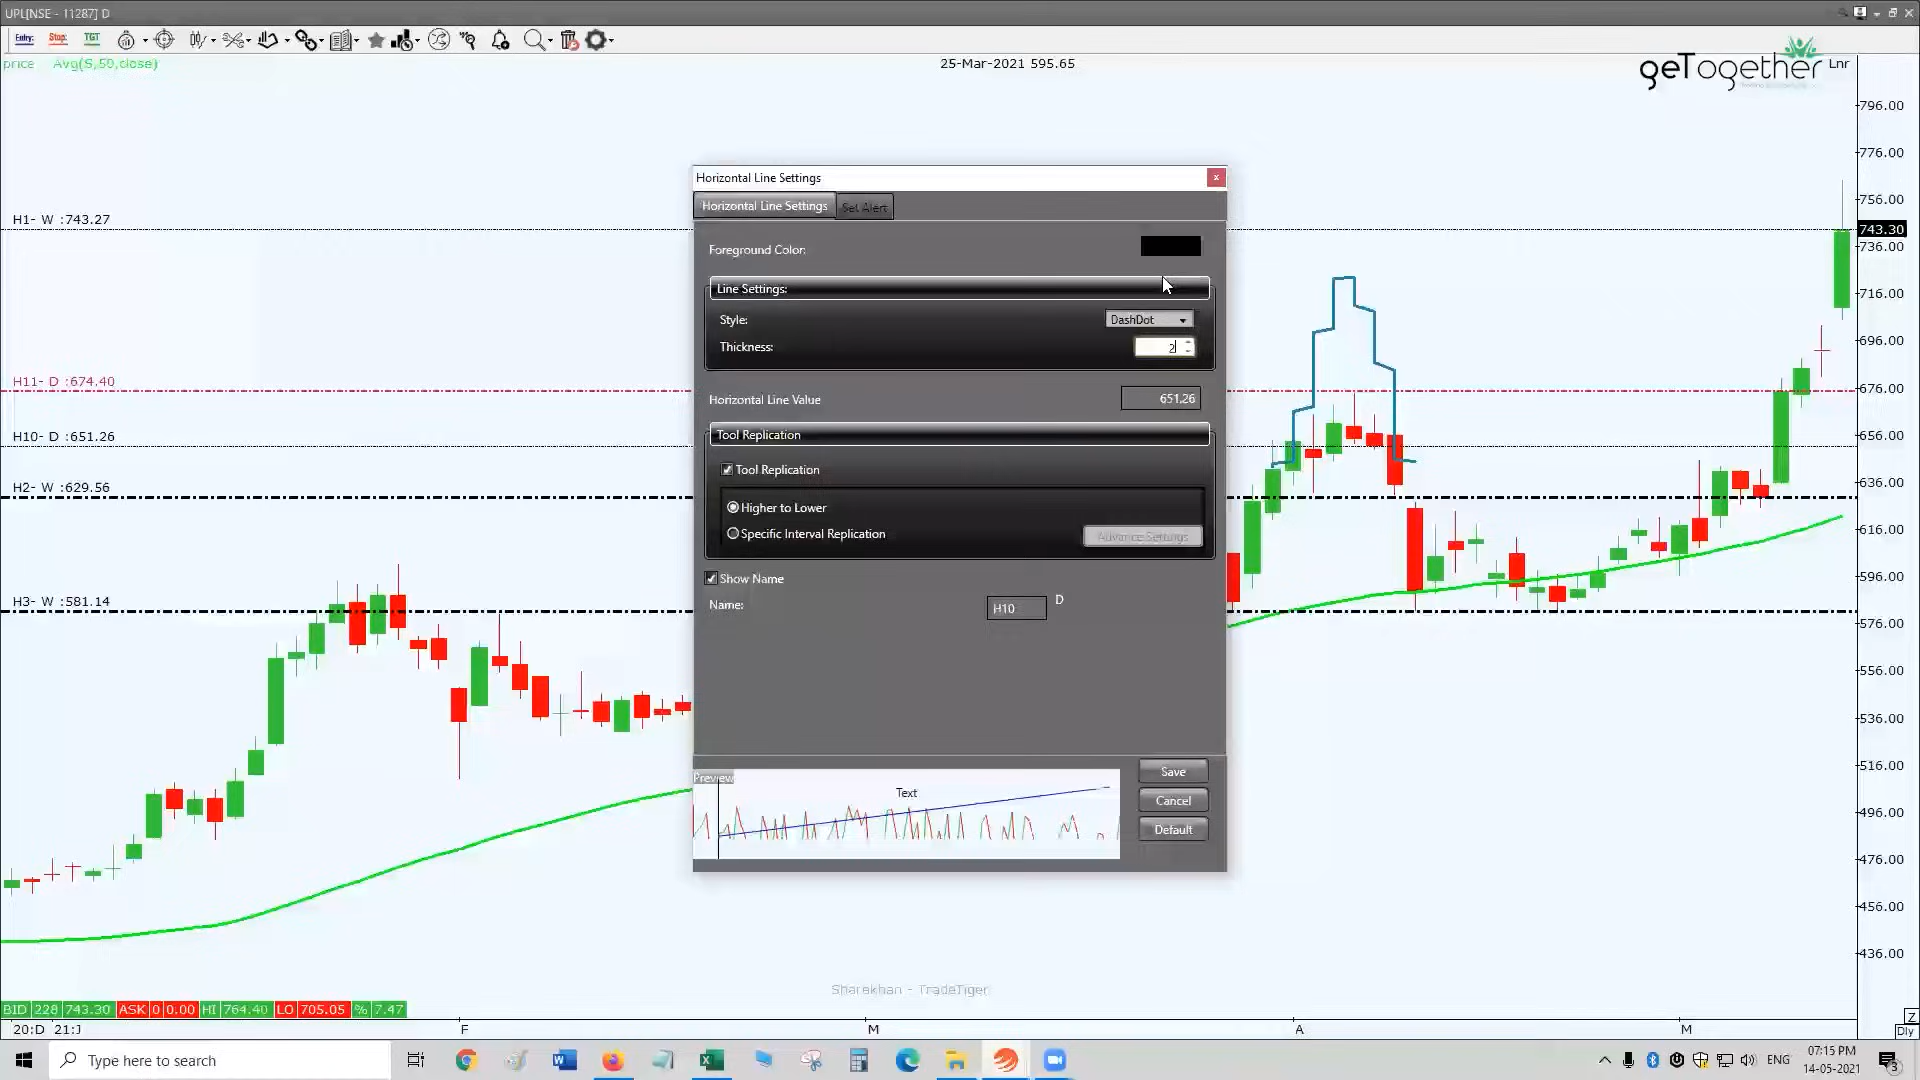 UPL[NSE - 11287] D
Entry:
Stop:
TGT
price Avg(S,50,close)
25-Mar-2021 595.65
geTogether
Lnr
796.00
776.00
756.00
743.30
736.00
716.00
696.00
676.00
656.00
636.00
616.00
596.00
576.00
556.00
536.00
516.00
496.00
476.00
456.00
436.00
H1- W :743.27
H11- D :674.40
H10- D :651.26
H2- W :629.56
H3- W :581.14
Horizontal Line Settings
Horizontal Line Settings
Set Alert
Foreground Color:
Line Settings:
Style:
DashDot
Thickness:
2
Horizontal Line Value
651.26
Tool Replication
Tool Replication
Higher to Lower
Specific Interval Replication
Advance Settings
Show Name
Name:
H10
D
Preview
Text
Save
Cancel
Default
Sharekhan - TradeTiger
BID 228 743.30 ASK 0 0.00 HI 764.40 LO 705.05 % 7.47
20:D 21:J
F
M
A
M
Z
Dly
Type here to search
ENG
07:15 PM
14-05-2021
3